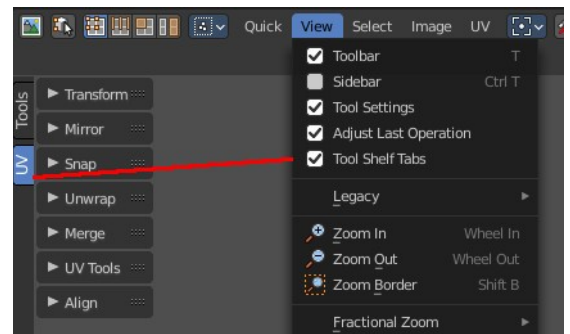 Quick View Select Image UV
Tools
UV
Transform
Mirror
Snap
Unwrap
Merge
UV Tools
Align
Toolbar T
Sidebar Ctrl T
Tool Settings
Adjust Last Operation
Tool Shelf Tabs
Legacy
Zoom In Wheel In
Zoom Out Wheel Out
Zoom Border Shift B
Fractional Zoom